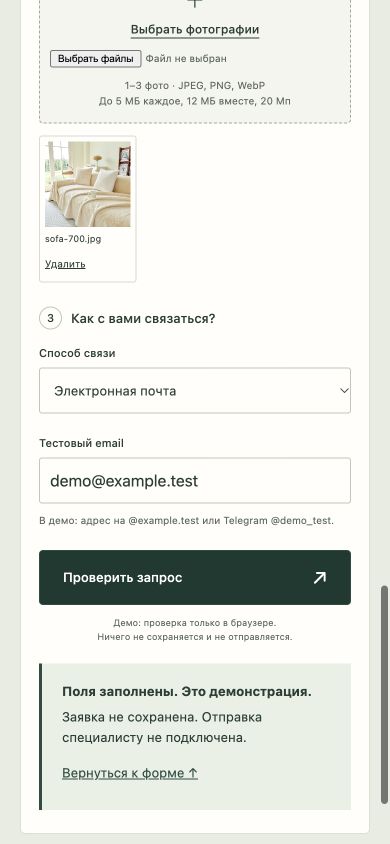 Выбрать фотографии
Выбрать файлы Файл не выбран
1–3 фото · JPEG, PNG, WebP
До 5 МБ каждое, 12 МБ вместе, 20 Мп
sofa-700.jpg
Удалить
3 Как с вами связаться?
Способ связи
Электронная почта
Тестовый email
demo@example.test
В демо: адрес на @example.test или Telegram @demo_test.
Проверить запрос
Демо: проверка только в браузере.
Ничего не сохраняется и не отправляется.
Поля заполнены. Это демонстрация.
Заявка не сохранена. Отправка
специалисту не подключена.
Вернуться к форме ↑